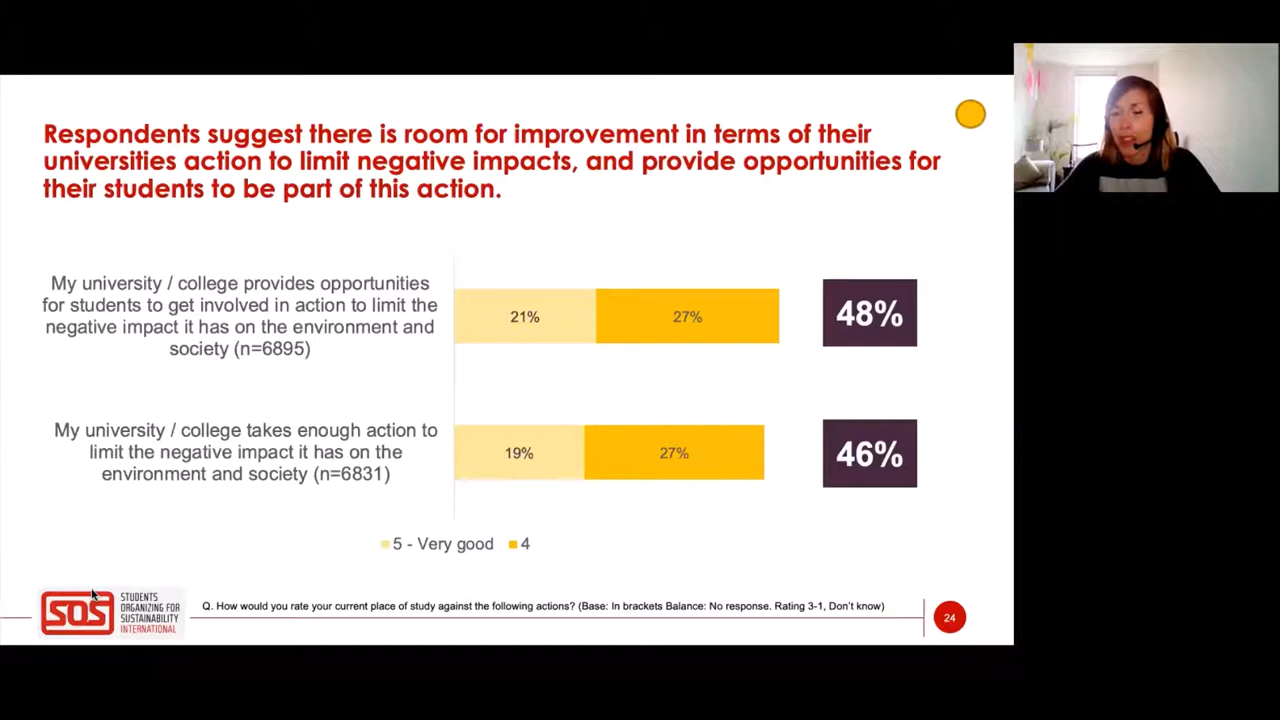 Respondents suggest there is room for improvement in terms of their
universities action to limit negative impacts, and provide opportunities for
their students to be part of this action.
My university / college provides opportunities
for students to get involved in action to limit the
negative impact it has on the environment and
society (n=6895)
21%
27%
48%
My university / college takes enough action to
limit the negative impact it has on the
environment and society (n=6831)
19%
27%
46%
5 - Very good
4
SOS
STUDENTS
ORGANIZING FOR
SUSTAINABILITY
INTERNATIONAL
Q. How would you rate your current place of study against the following actions? (Base: In brackets Balance: No response. Rating 3-1, Don't know)
24